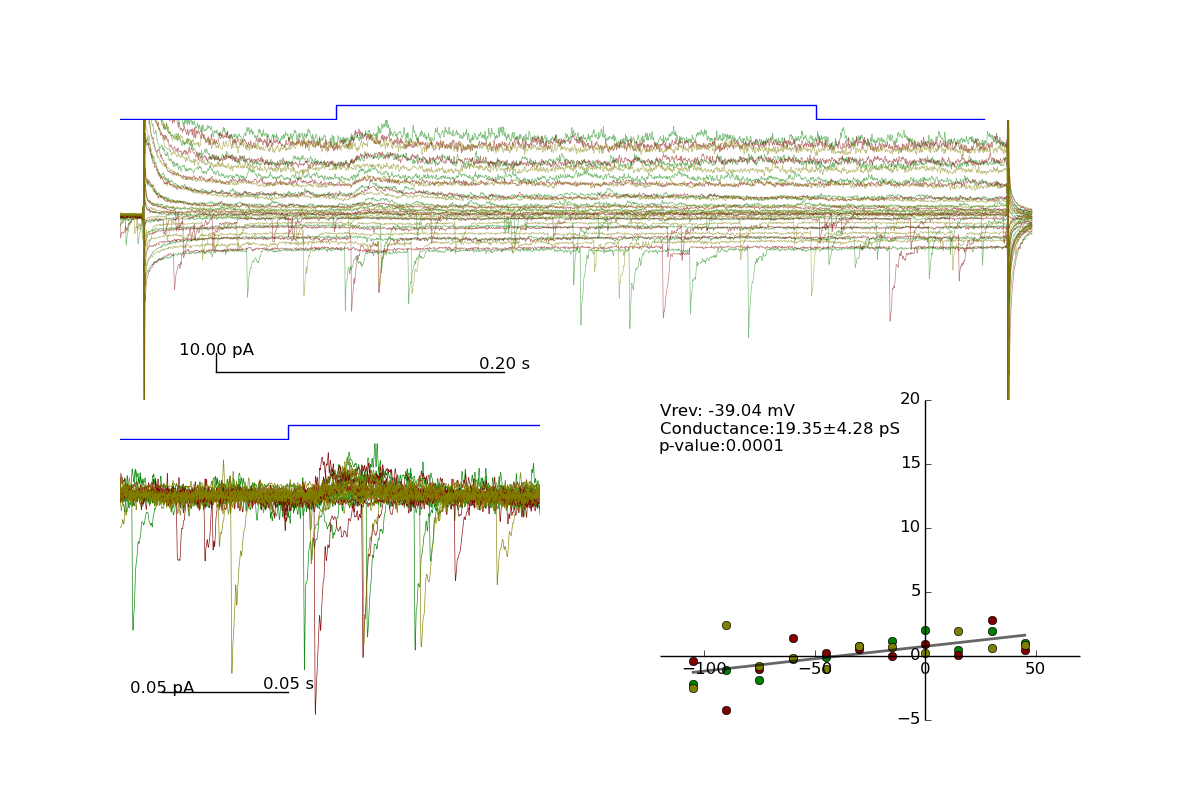 10.00 pA
0.20 s
Vrev: -39.04 mV
Conductance:19.35±4.28 pS
p-value:0.0001
20
15
10
5
0
−5
−100
−50
0
50
0.05 pA
0.05 s